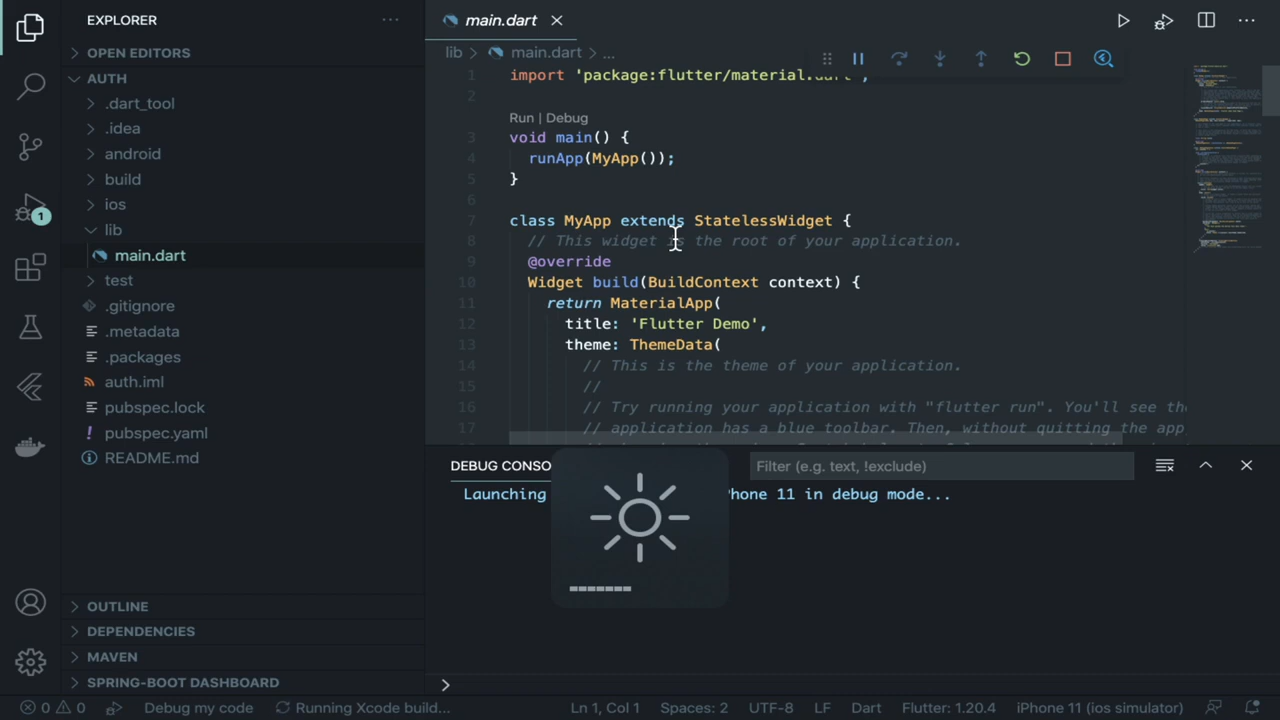 EXPLORER
OPEN EDITORS
AUTH
.dart_tool
.idea
android
build
ios
lib
main.dart
test
.gitignore
.metadata
.packages
auth.iml
pubspec.lock
pubspec.yaml
README.md
OUTLINE
DEPENDENCIES
MAVEN
SPRING-BOOT DASHBOARD
1
main.dart
lib > main.dart > ...
1 import 'package:flutter/material.dart';
2
Run | Debug
3 void main() {
4 runApp(MyApp());
5 }
6
7 class MyApp extends StatelessWidget {
8 // This widget is the root of your application.
9 @override
10 Widget build(BuildContext context) {
11 return MaterialApp(
12 title: 'Flutter Demo',
13 theme: ThemeData(
14 // This is the theme of your application.
15 //
16 // Try running your application with "flutter run". You'll see the
17 // application has a blue toolbar. Then, without quitting the app
DEBUG CONSO
Filter (e.g. text, !exclude)
Launching
Phone 11 in debug mode...
>
0 0 Debug my code Running Xcode build... Ln 1, Col 1 Spaces: 2 UTF-8 LF Dart Flutter: 1.20.4 iPhone 11 (ios simulator)